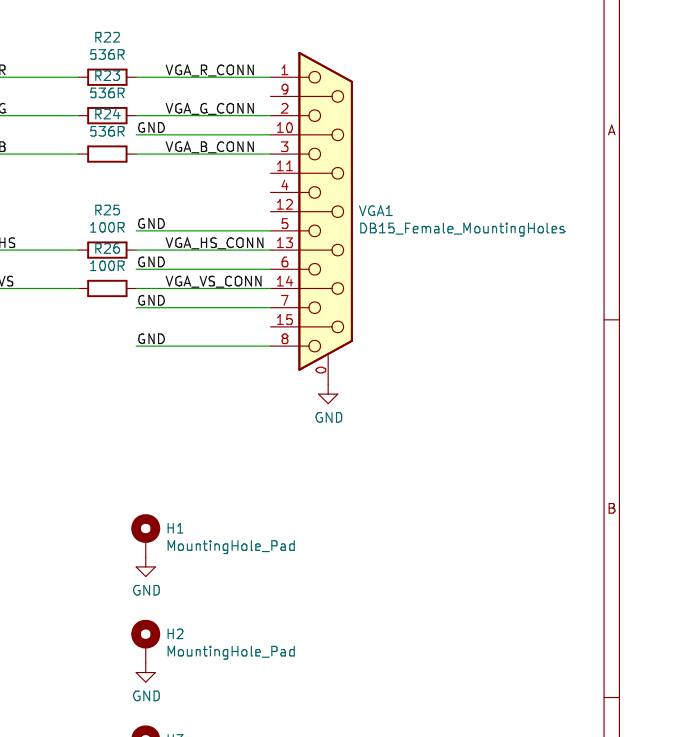 R22
536R
R
R23
VGA_R_CONN
1
536R
9
G
R24
VGA_G_CONN
2
536R
GND
10
B
VGA_B_CONN
3
11
4
R25
12
VGA1
100R
GND
5
DB15_Female_MountingHoles
HS
R26
VGA_HS_CONN
13
100R
GND
6
VS
VGA_VS_CONN
14
GND
7
15
GND
8
0
GND
A
B
H1
MountingHole_Pad
GND
H2
MountingHole_Pad
GND